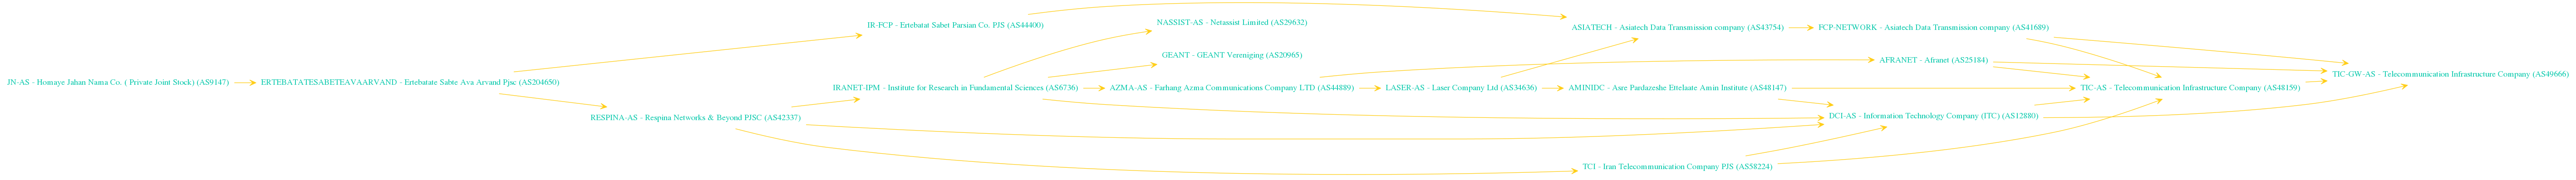 JN-AS - Homaye Jahan Nama Co. ( Private Joint Stock) (AS9147)
ERTEBATATESABETEAVAARVAND - Ertebatate Sabte Ava Arvand Pjsc (AS204650)
IR-FCP - Ertebatat Sabet Parsian Co. PJS (AS44400)
RESPINA-AS - Respina Networks & Beyond PJSC (AS42337)
IRANET-IPM - Institute for Research in Fundamental Sciences (AS6736)
NASSIST-AS - Netassist Limited (AS29632)
GEANT - GEANT Vereniging (AS20965)
AZMA-AS - Farhang Azma Communications Company LTD (AS44889)
LASER-AS - Laser Company Ltd (AS34636)
ASIATECH - Asiatech Data Transmission company (AS43754)
AMINIDC - Asre Pardazeshe Ettelaate Amin Institute (AS48147)
TCI - Iran Telecommunication Company PJS (AS58224)
FCP-NETWORK - Asiatech Data Transmission company (AS41689)
AFRANET - Afranet (AS25184)
DCI-AS - Information Technology Company (ITC) (AS12880)
TIC-AS - Telecommunication Infrastructure Company (AS48159)
TIC-GW-AS - Telecommunication Infrastructure Company (AS49666)